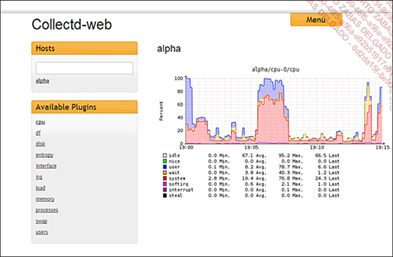 Collectd-web
Menu
Hosts
alpha
Available Plugins
cpu
df
disk
entropy
interface
irq
load
memory
processes
swap
users
alpha
alpha/cpu-0/cpu
Percent
100
80
60
40
20
0
19:00 19:05 19:10 19:15
idle 0.0 Min. 67.1 Avg. 95.2 Max. 66.5 Last
nice 0.0 Min. 0.0 Avg. 0.0 Max. 0.0 Last
user 0.1 Min. 8.2 Avg. 78.7 Max. 6.6 Last
wait 0.0 Min. 3.8 Avg. 40.3 Max. 1.2 Last
system 2.8 Min. 19.4 Avg. 76.8 Max. 24.3 Last
softirq 0.0 Min. 0.6 Avg. 2.1 Max. 1.0 Last
interrupt 0.0 Min. 0.1 Avg. 0.0 Max. 0.0 Last
steal 0.0 Min. 0.0 Avg. 0.0 Max. 0.0 Last